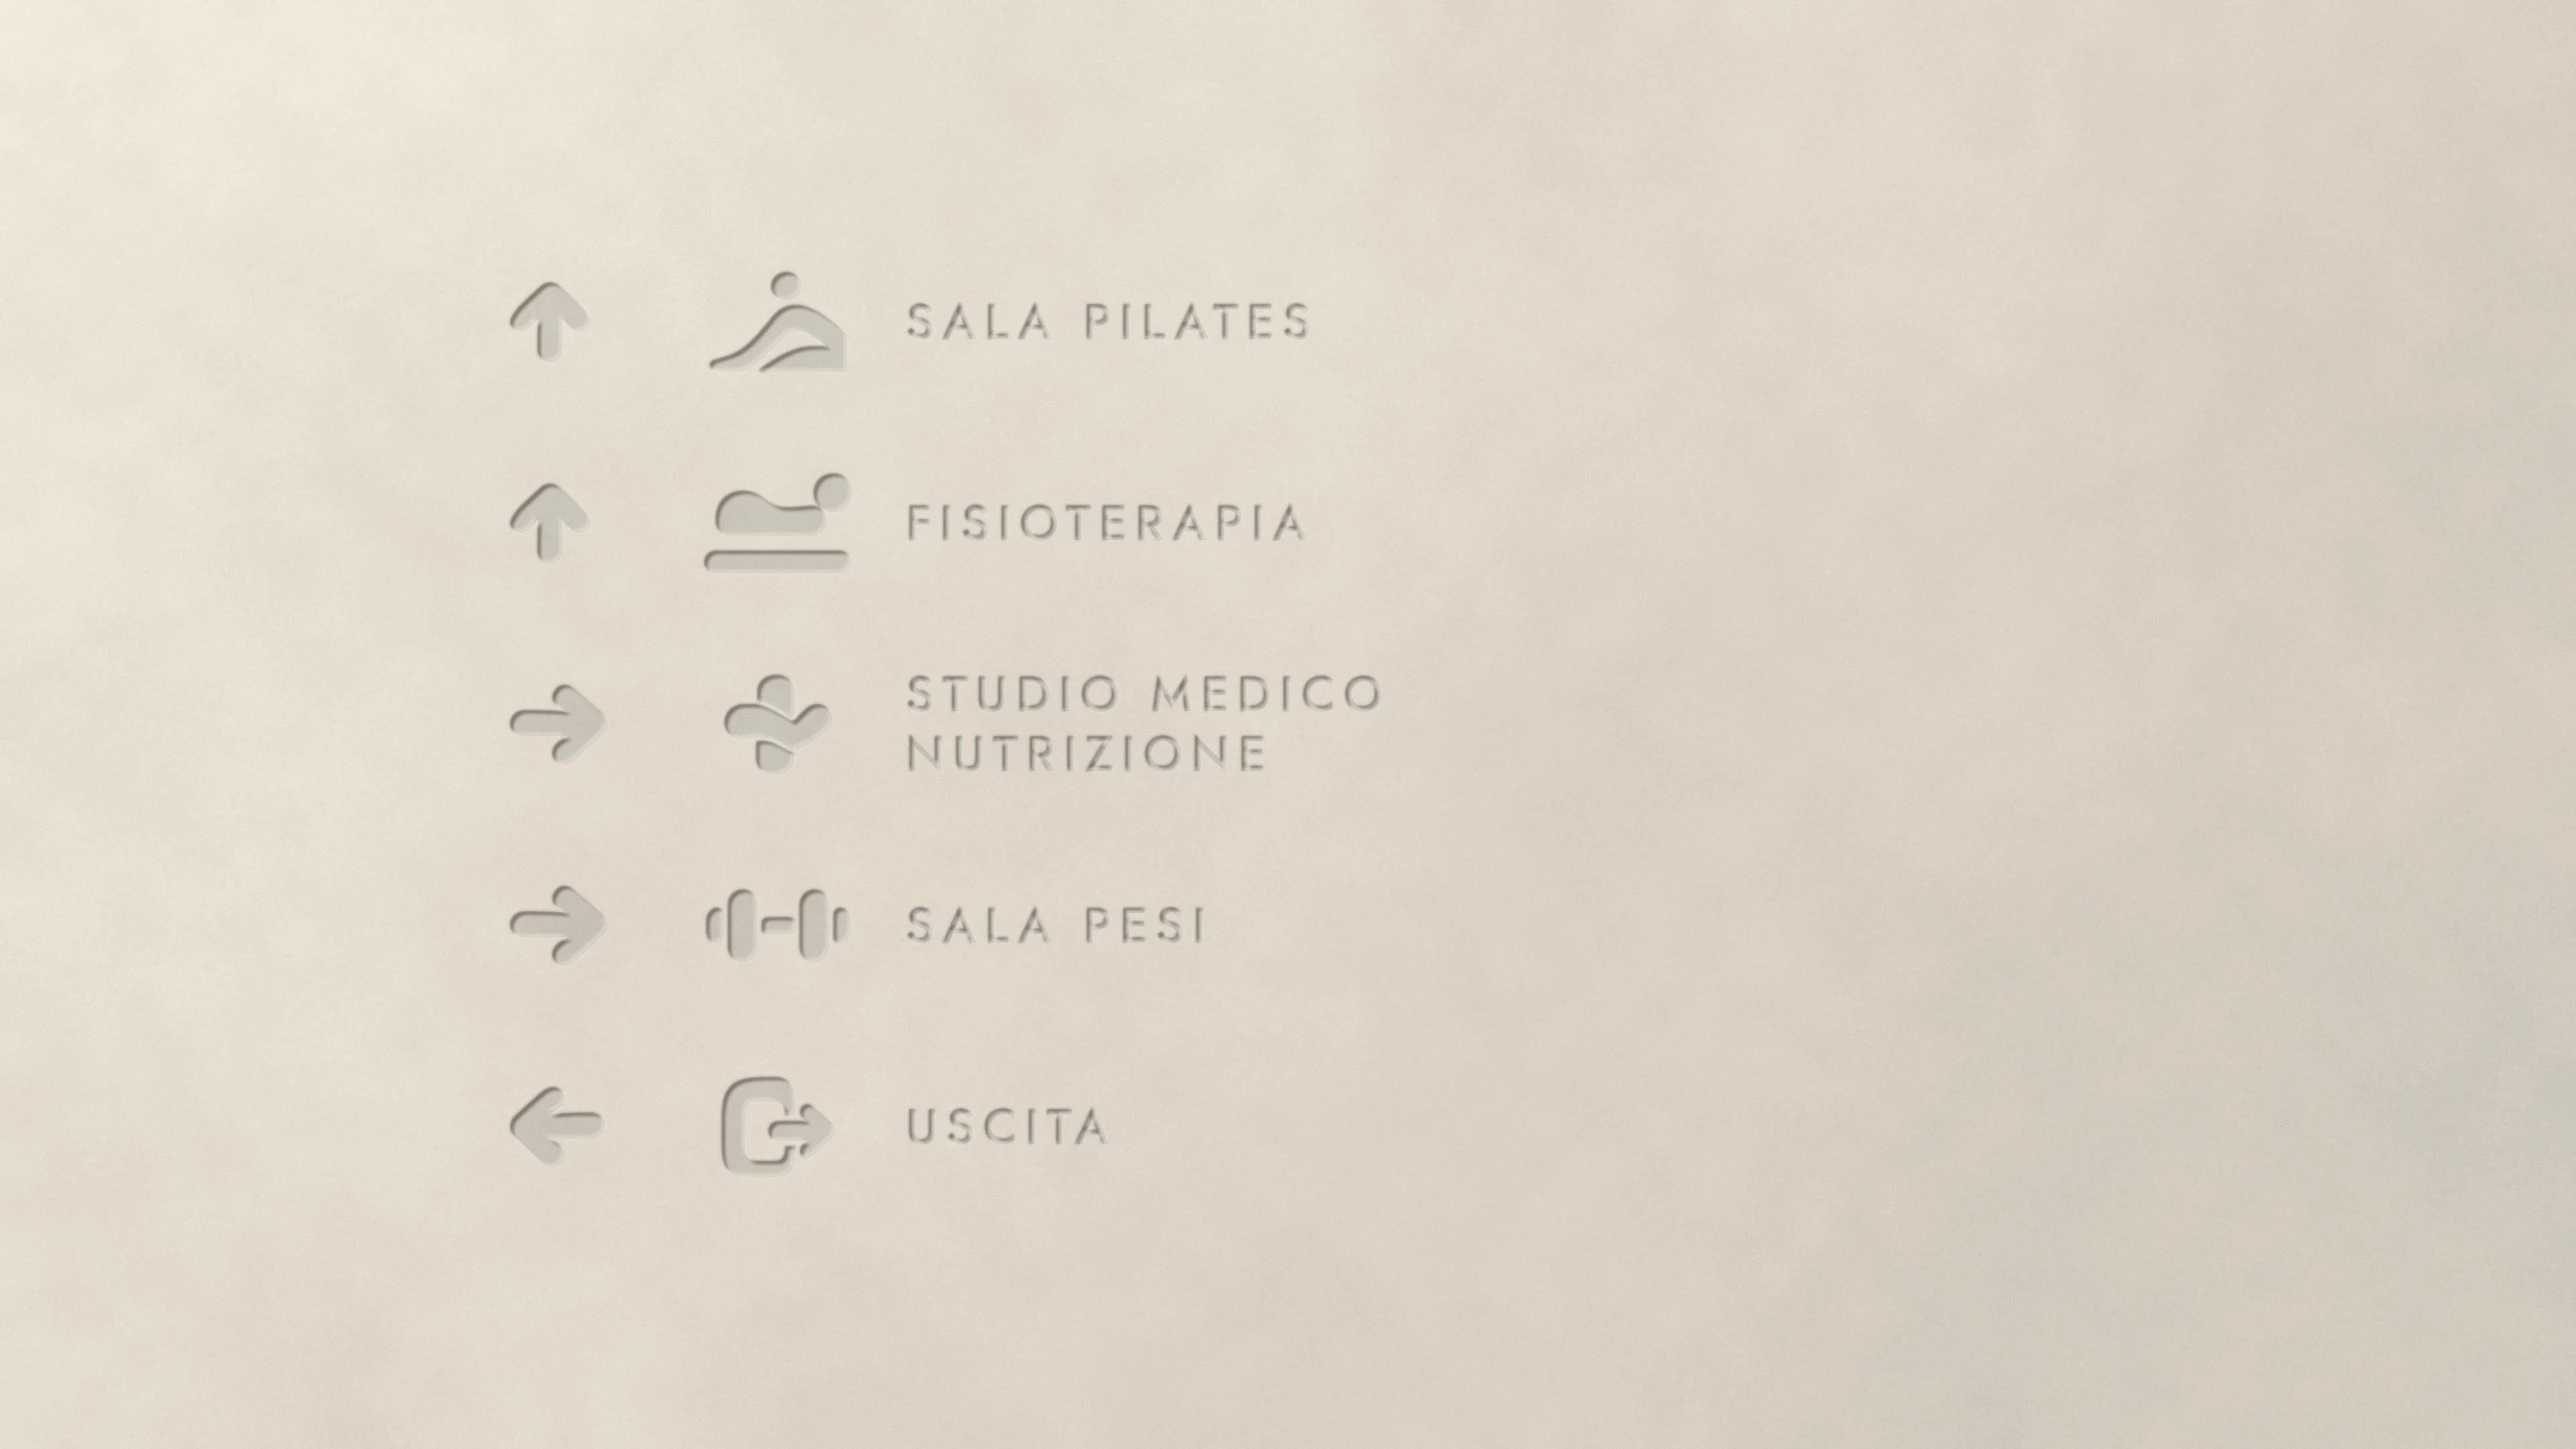 SALA PILATES
FISIOTERAPIA
STUDIO MEDICO
NUTRIZIONE
SALA PESI
USCITA